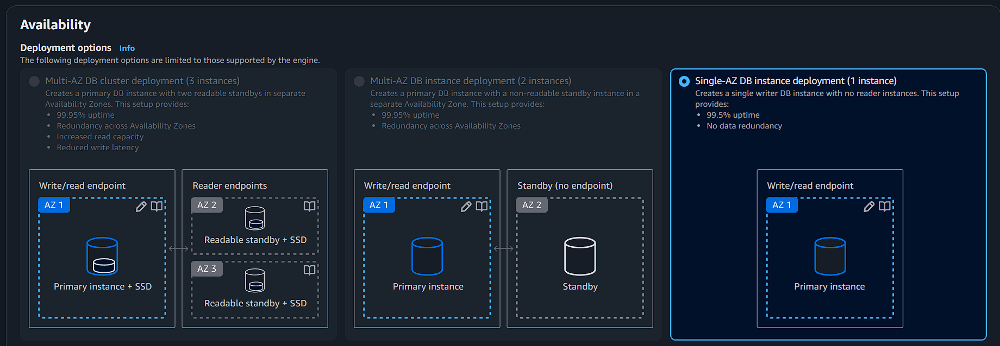 Availability
Deployment options Info
The following deployment options are limited to those supported by the engine.
Multi-AZ DB cluster deployment (3 instances)
Creates a primary DB instance with two readable standbys in separate
Availability Zones. This setup provides:
• 99.95% uptime
• Redundancy across Availability Zones
• Increased read capacity
• Reduced write latency
Write/read endpoint
AZ 1
Primary instance + SSD
Reader endpoints
AZ 2
Readable standby + SSD
AZ 3
Readable standby + SSD
Multi-AZ DB instance deployment (2 instances)
Creates a primary DB instance with a non-readable standby instance in a
separate Availability Zone. This setup provides:
• 99.95% uptime
• Redundancy across Availability Zones
Write/read endpoint
AZ 1
Primary instance
Standby (no endpoint)
AZ 2
Standby
Single-AZ DB instance deployment (1 instance)
Creates a single writer DB instance with no reader instances. This setup
provides:
• 99.5% uptime
• No data redundancy
Write/read endpoint
AZ 1
Primary instance